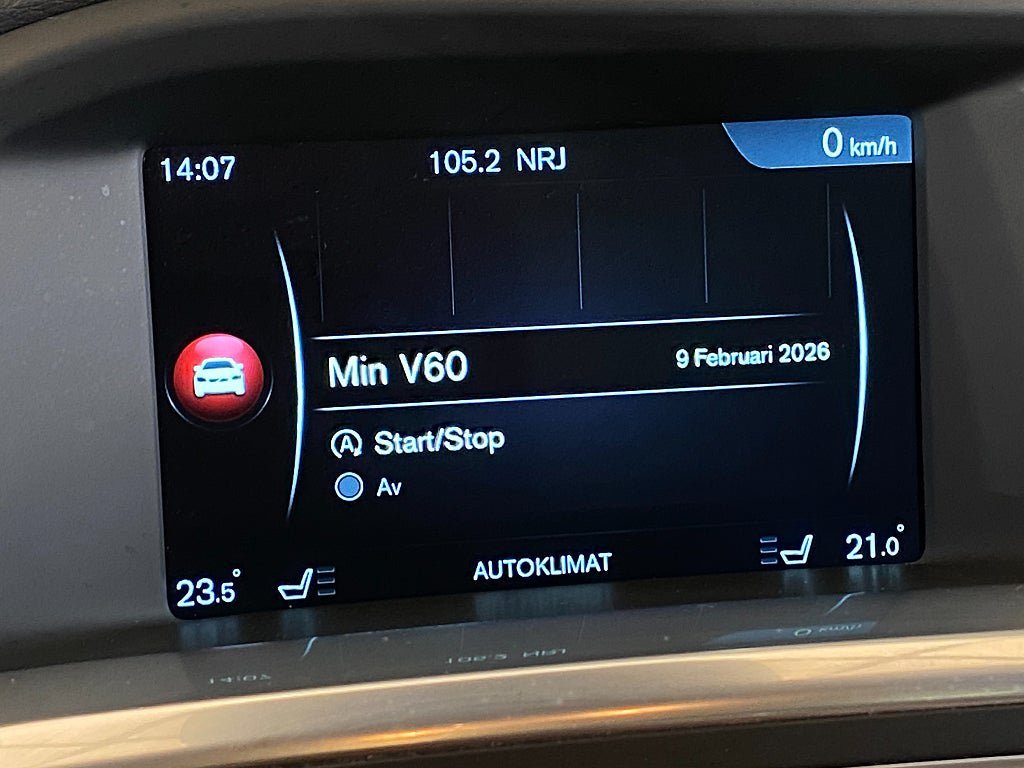 14:07 105.2 NRJ 0 km/h
Min V60 9 Februari 2026
A Start/Stop
Av
23.5° AUTOKLIMAT 21.0°